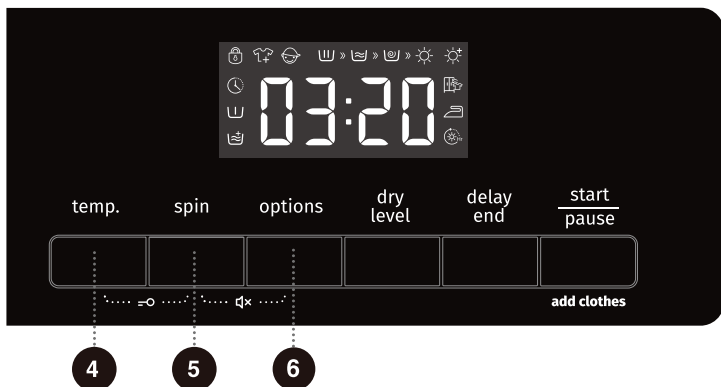 03:20
temp. spin options dry level delay end start pause
add clothes
4 5 6